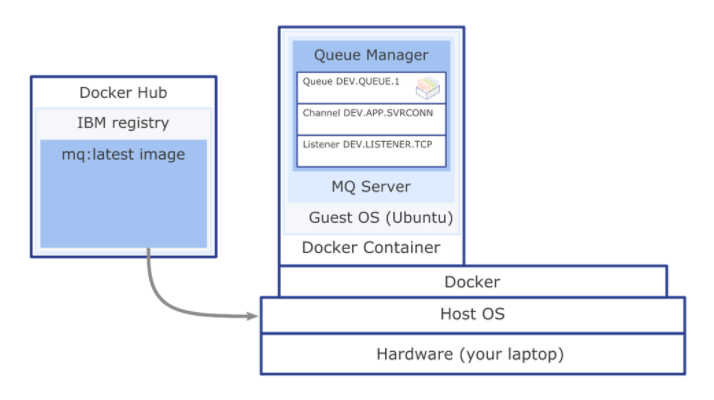 Docker Hub
IBM registry
mq:latest image
Queue Manager
Queue DEV.QUEUE.1
Channel DEV.APP.SVRCONN
Listener DEV.LISTENER.TCP
MQ Server
Guest OS (Ubuntu)
Docker Container
Docker
Host OS
Hardware (your laptop)